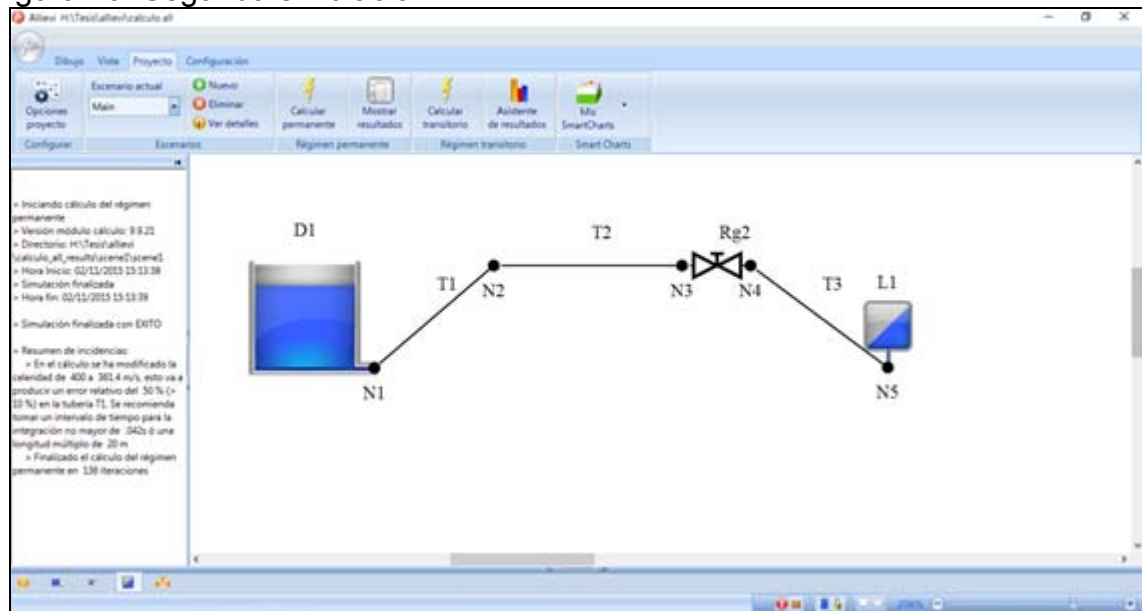 Allievi H:\Tesis\allievi\calculo.all
Dibujo Vista Proyecto Configuración
Opciones proyecto
Escenario actual
Main
Nuevo
Eliminar
Ver detalles
Calcular permanente
Mostrar resultados
Calcular transitorio
Asistente de resultados
Mis SmartCharts
Configurar Escenarios Régimen permanente Régimen transitorio Smart Charts
» Iniciando cálculo del régimen
permanente
» Versión módulo cálculo: 9.9.21
» Directorio: H:\Tesis\allievi
\calculo_all_results\scene1\scene1
» Hora Inicio: 02/11/2015 15:13:38
» Simulación finalizada
» Hora fin: 02/11/2015 15:13:39
» Simulación finalizada con EXITO
» Resumen de incidencias:
» En el cálculo se ha modificado la
celeridad de 400 a 361,4 m/s, esto va a
producir un error relativo del 50 % (>
10 %) en la tubería T1. Se recomienda
tomar un intervalo de tiempo para la
integración no mayor de .042s ó una
longitud múltiplo de 20 m
» Finalizado el cálculo del régimen
permanente en 138 iteraciones
D1
T2
Rg2
T1
N2
N3
N4
T3
L1
N1
N5